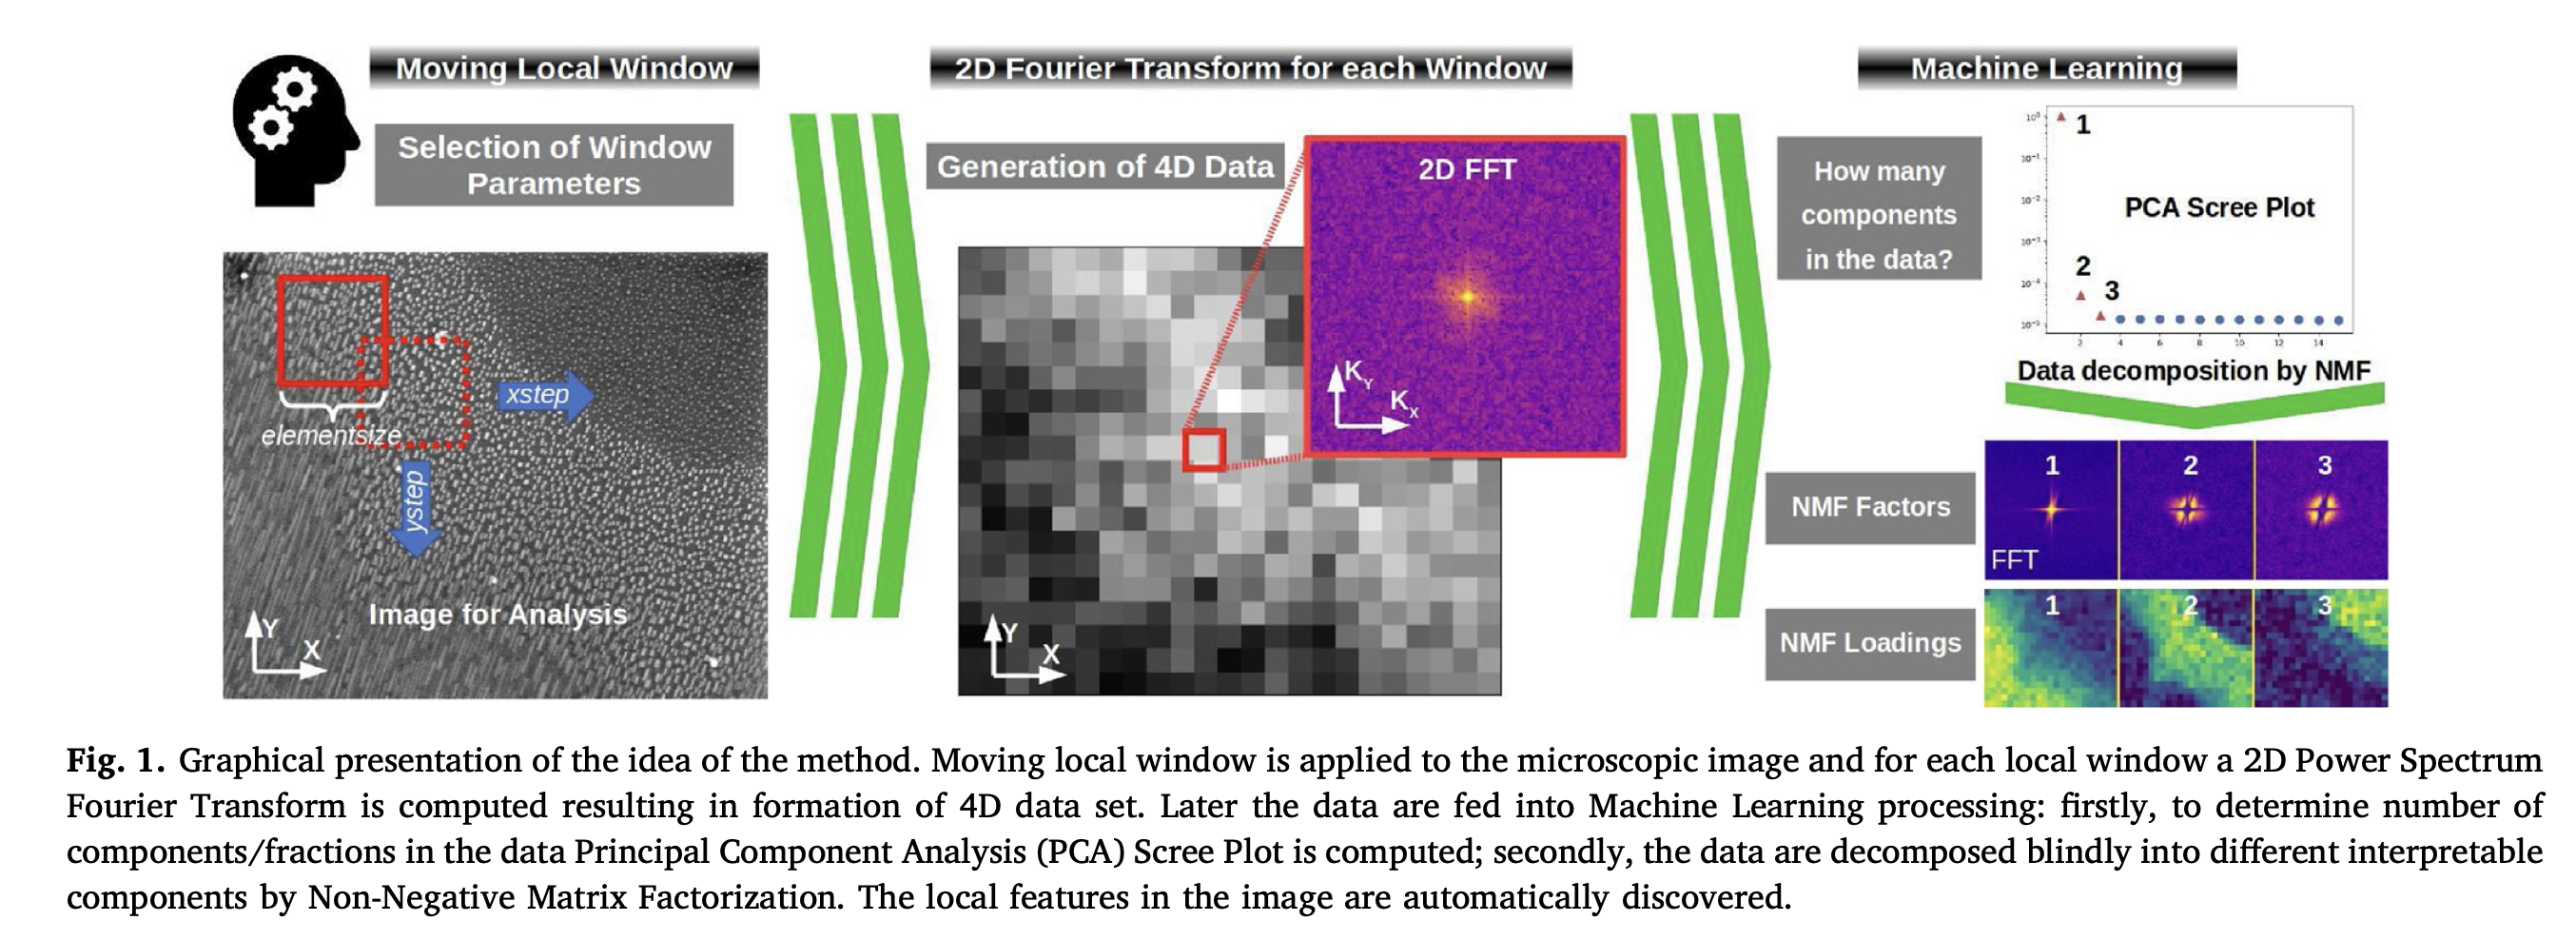 Moving Local Window
Selection of Window
Parameters
elementsize
xstep
ystep
Image for Analysis
Y
X
2D Fourier Transform for each Window
Generation of 4D Data
2D FFT
K_Y
K_X
Y
X
Machine Learning
How many
components
in the data?
10^0
10^-1
10^-2
10^-3
10^-4
10^-5
1
2
3
PCA Scree Plot
2 4 6 8 10 12 14
Data decomposition by NMF
NMF Factors
1 2 3
FFT
NMF Loadings
1 2 3
Fig. 1. Graphical presentation of the idea of the method. Moving local window is applied to the microscopic image and for each local window a 2D Power Spectrum
Fourier Transform is computed resulting in formation of 4D data set. Later the data are fed into Machine Learning processing: firstly, to determine number of
components/fractions in the data Principal Component Analysis (PCA) Scree Plot is computed; secondly, the data are decomposed blindly into different interpretable
components by Non-Negative Matrix Factorization. The local features in the image are automatically discovered.